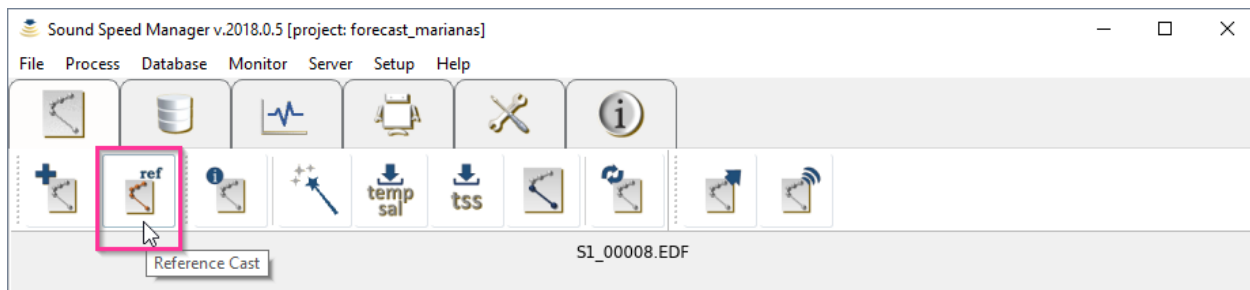 Sound Speed Manager v.2018.0.5 [project: forecast_marianas]
File Process Database Monitor Server Setup Help
i
ref
i
temp
sal
tss
S1_00008.EDF
Reference Cast